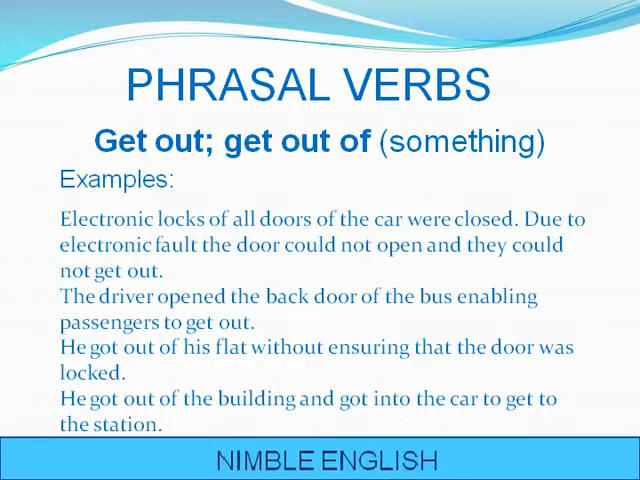 PHRASAL VERBS
Get out; get out of (something)
Examples:
Electronic locks of all doors of the car were closed. Due to
electronic fault the door could not open and they could
not get out.
The driver opened the back door of the bus enabling
passengers to get out.
He got out of his flat without ensuring that the door was
locked.
He got out of the building and got into the car to get to
the station.
NIMBLE ENGLISH